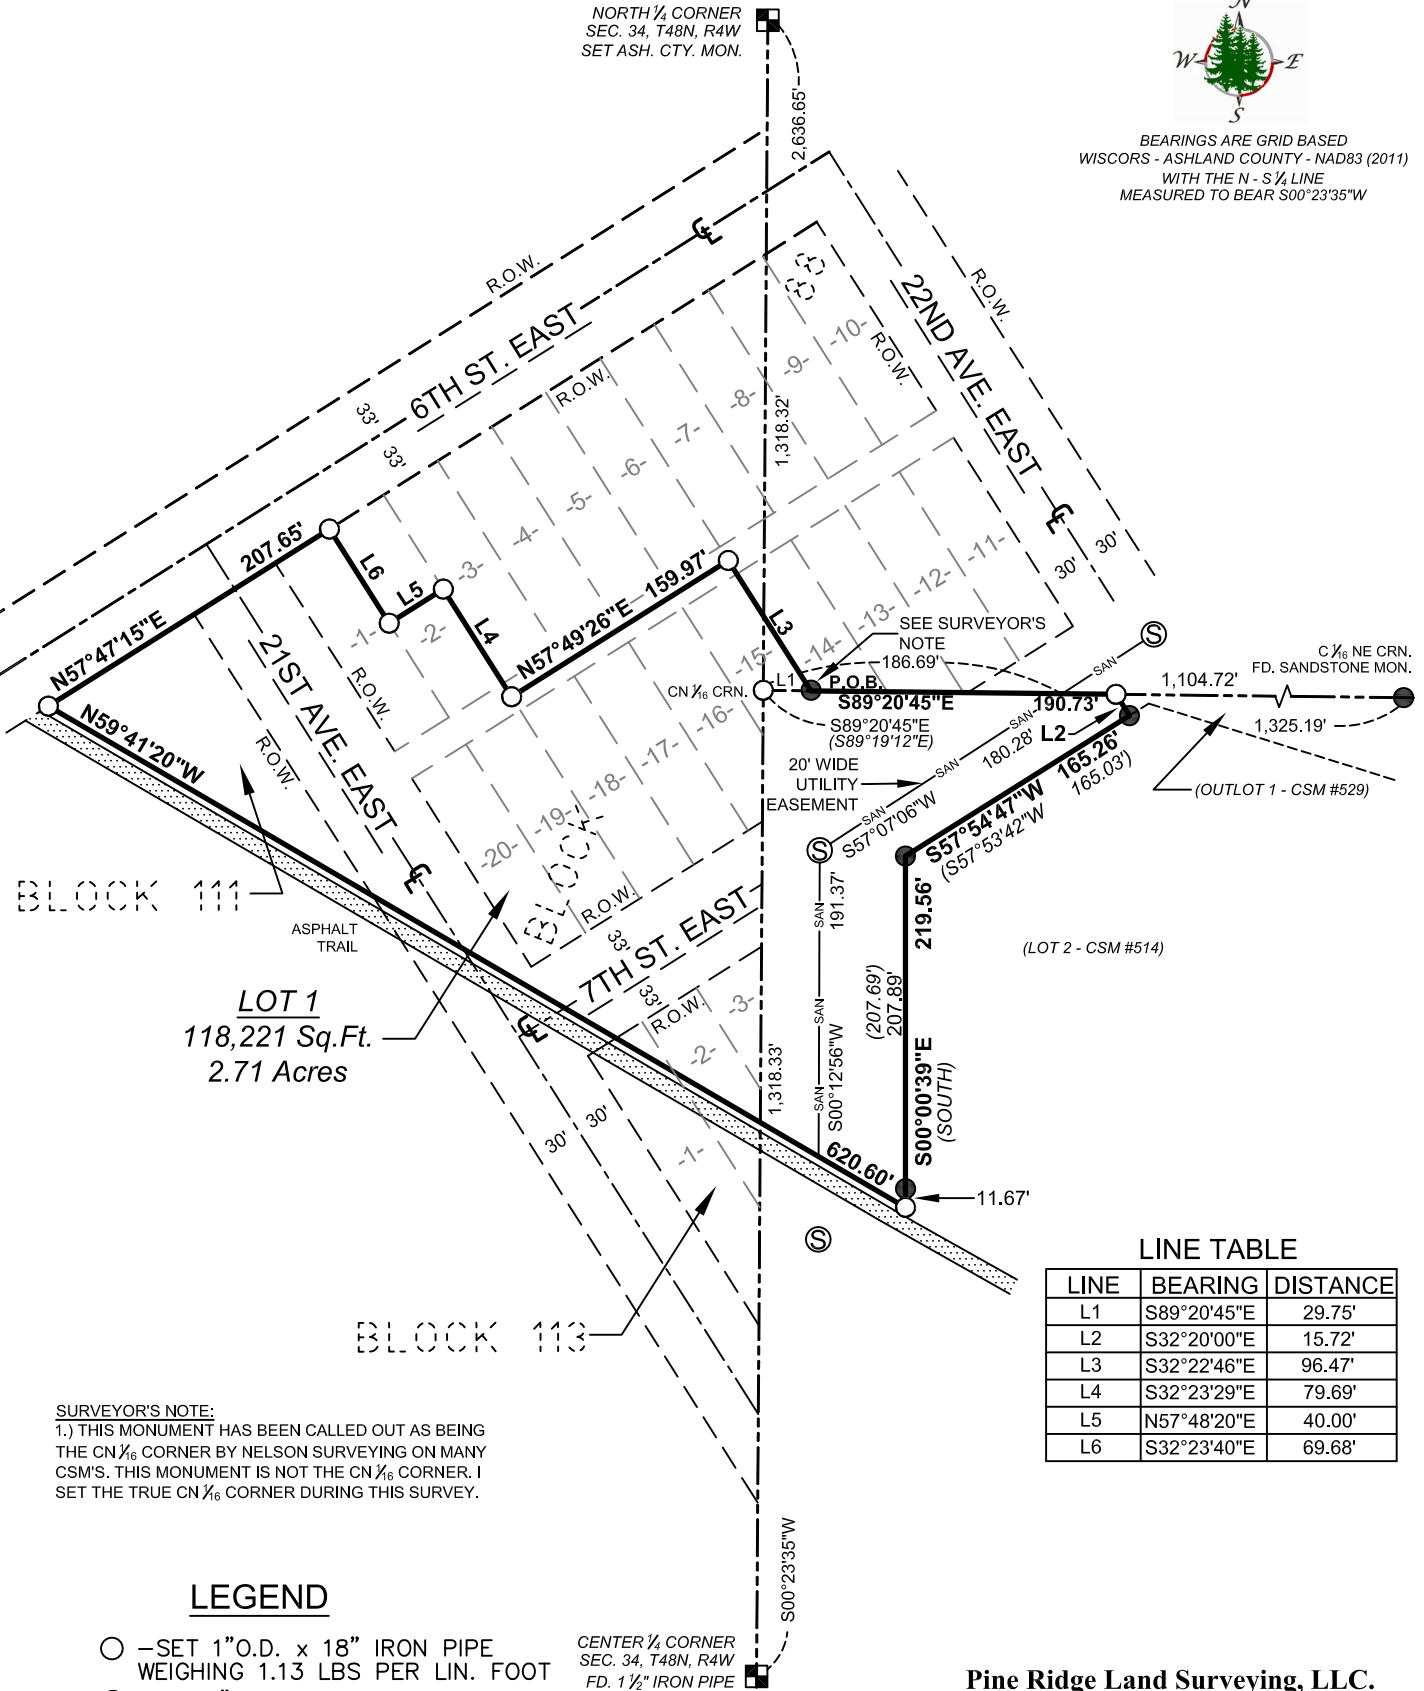 NORTH 1/4 CORNER
SEC. 34, T48N, R4W
SET ASH. CTY. MON.
2,636.65'
N
W E
S
BEARINGS ARE GRID BASED
WISCORS - ASHLAND COUNTY - NAD83 (2011)
WITH THE N - S 1/4 LINE
MEASURED TO BEAR S00°23'35"W
R.O.W.
6TH ST. EAST
33'
33'
R.O.W.
22ND AVE. EAST
R.O.W.
R.O.W.
30'
30'
88
1,318.32'
-10-
-9-
-8-
-7-
-6-
-5-
-4-
-3-
-2-
-1-
-11-
-12-
-13-
-14-
-15-
-16-
-17-
-18-
-19-
-20-
207.65'
N57°47'15"E
L6
L5
L4
N57°49'26"E
159.97'
L3
21ST AVE. EAST
R.O.W.
R.O.W.
N59°41'20"W
SEE SURVEYOR'S
NOTE
186.69'
CN 1/16 CRN.
L1
P.O.B.
S89°20'45"E
190.73'
S89°20'45"E
(S89°19'12"E)
C 1/16 NE CRN.
FD. SANDSTONE MON.
1,104.72'
1,325.19'
L2
180.28'
SAN
SAN
SAN
SAN
165.26'
165.03')
20' WIDE
UTILITY
EASEMENT
S57°07'06"W
S57°54'47"W
(S57°53'42"W
(OUTLOT 1 - CSM #529)
S
S
BLOCK 111
BLOCK
ASPHALT
TRAIL
R.O.W.
33'
7TH ST. EAST
33'
R.O.W.
-3-
-2-
-1-
191.37'
SAN
SAN
SAN
S00°12'56"W
219.56'
(207.69')
207.89'
S00°00'39"E
(SOUTH)
(LOT 2 - CSM #514)
LOT 1
118,221 Sq.Ft.
2.71 Acres
1,318.33'
30'
30'
620.60'
11.67'
S
BLOCK 113
LINE TABLE
LINE BEARING DISTANCE
L1 S89°20'45"E 29.75'
L2 S32°20'00"E 15.72'
L3 S32°22'46"E 96.47'
L4 S32°23'29"E 79.69'
L5 N57°48'20"E 40.00'
L6 S32°23'40"E 69.68'
SURVEYOR'S NOTE:
1.) THIS MONUMENT HAS BEEN CALLED OUT AS BEING
THE CN 1/16 CORNER BY NELSON SURVEYING ON MANY
CSM'S. THIS MONUMENT IS NOT THE CN 1/16 CORNER. I
SET THE TRUE CN 1/16 CORNER DURING THIS SURVEY.
S00°23'35"W
LEGEND
–SET 1"O.D. x 18" IRON PIPE
WEIGHING 1.13 LBS PER LIN. FOOT
CENTER 1/4 CORNER
SEC. 34, T48N, R4W
FD. 1 1/2" IRON PIPE
Pine Ridge Land Surveying, LLC.